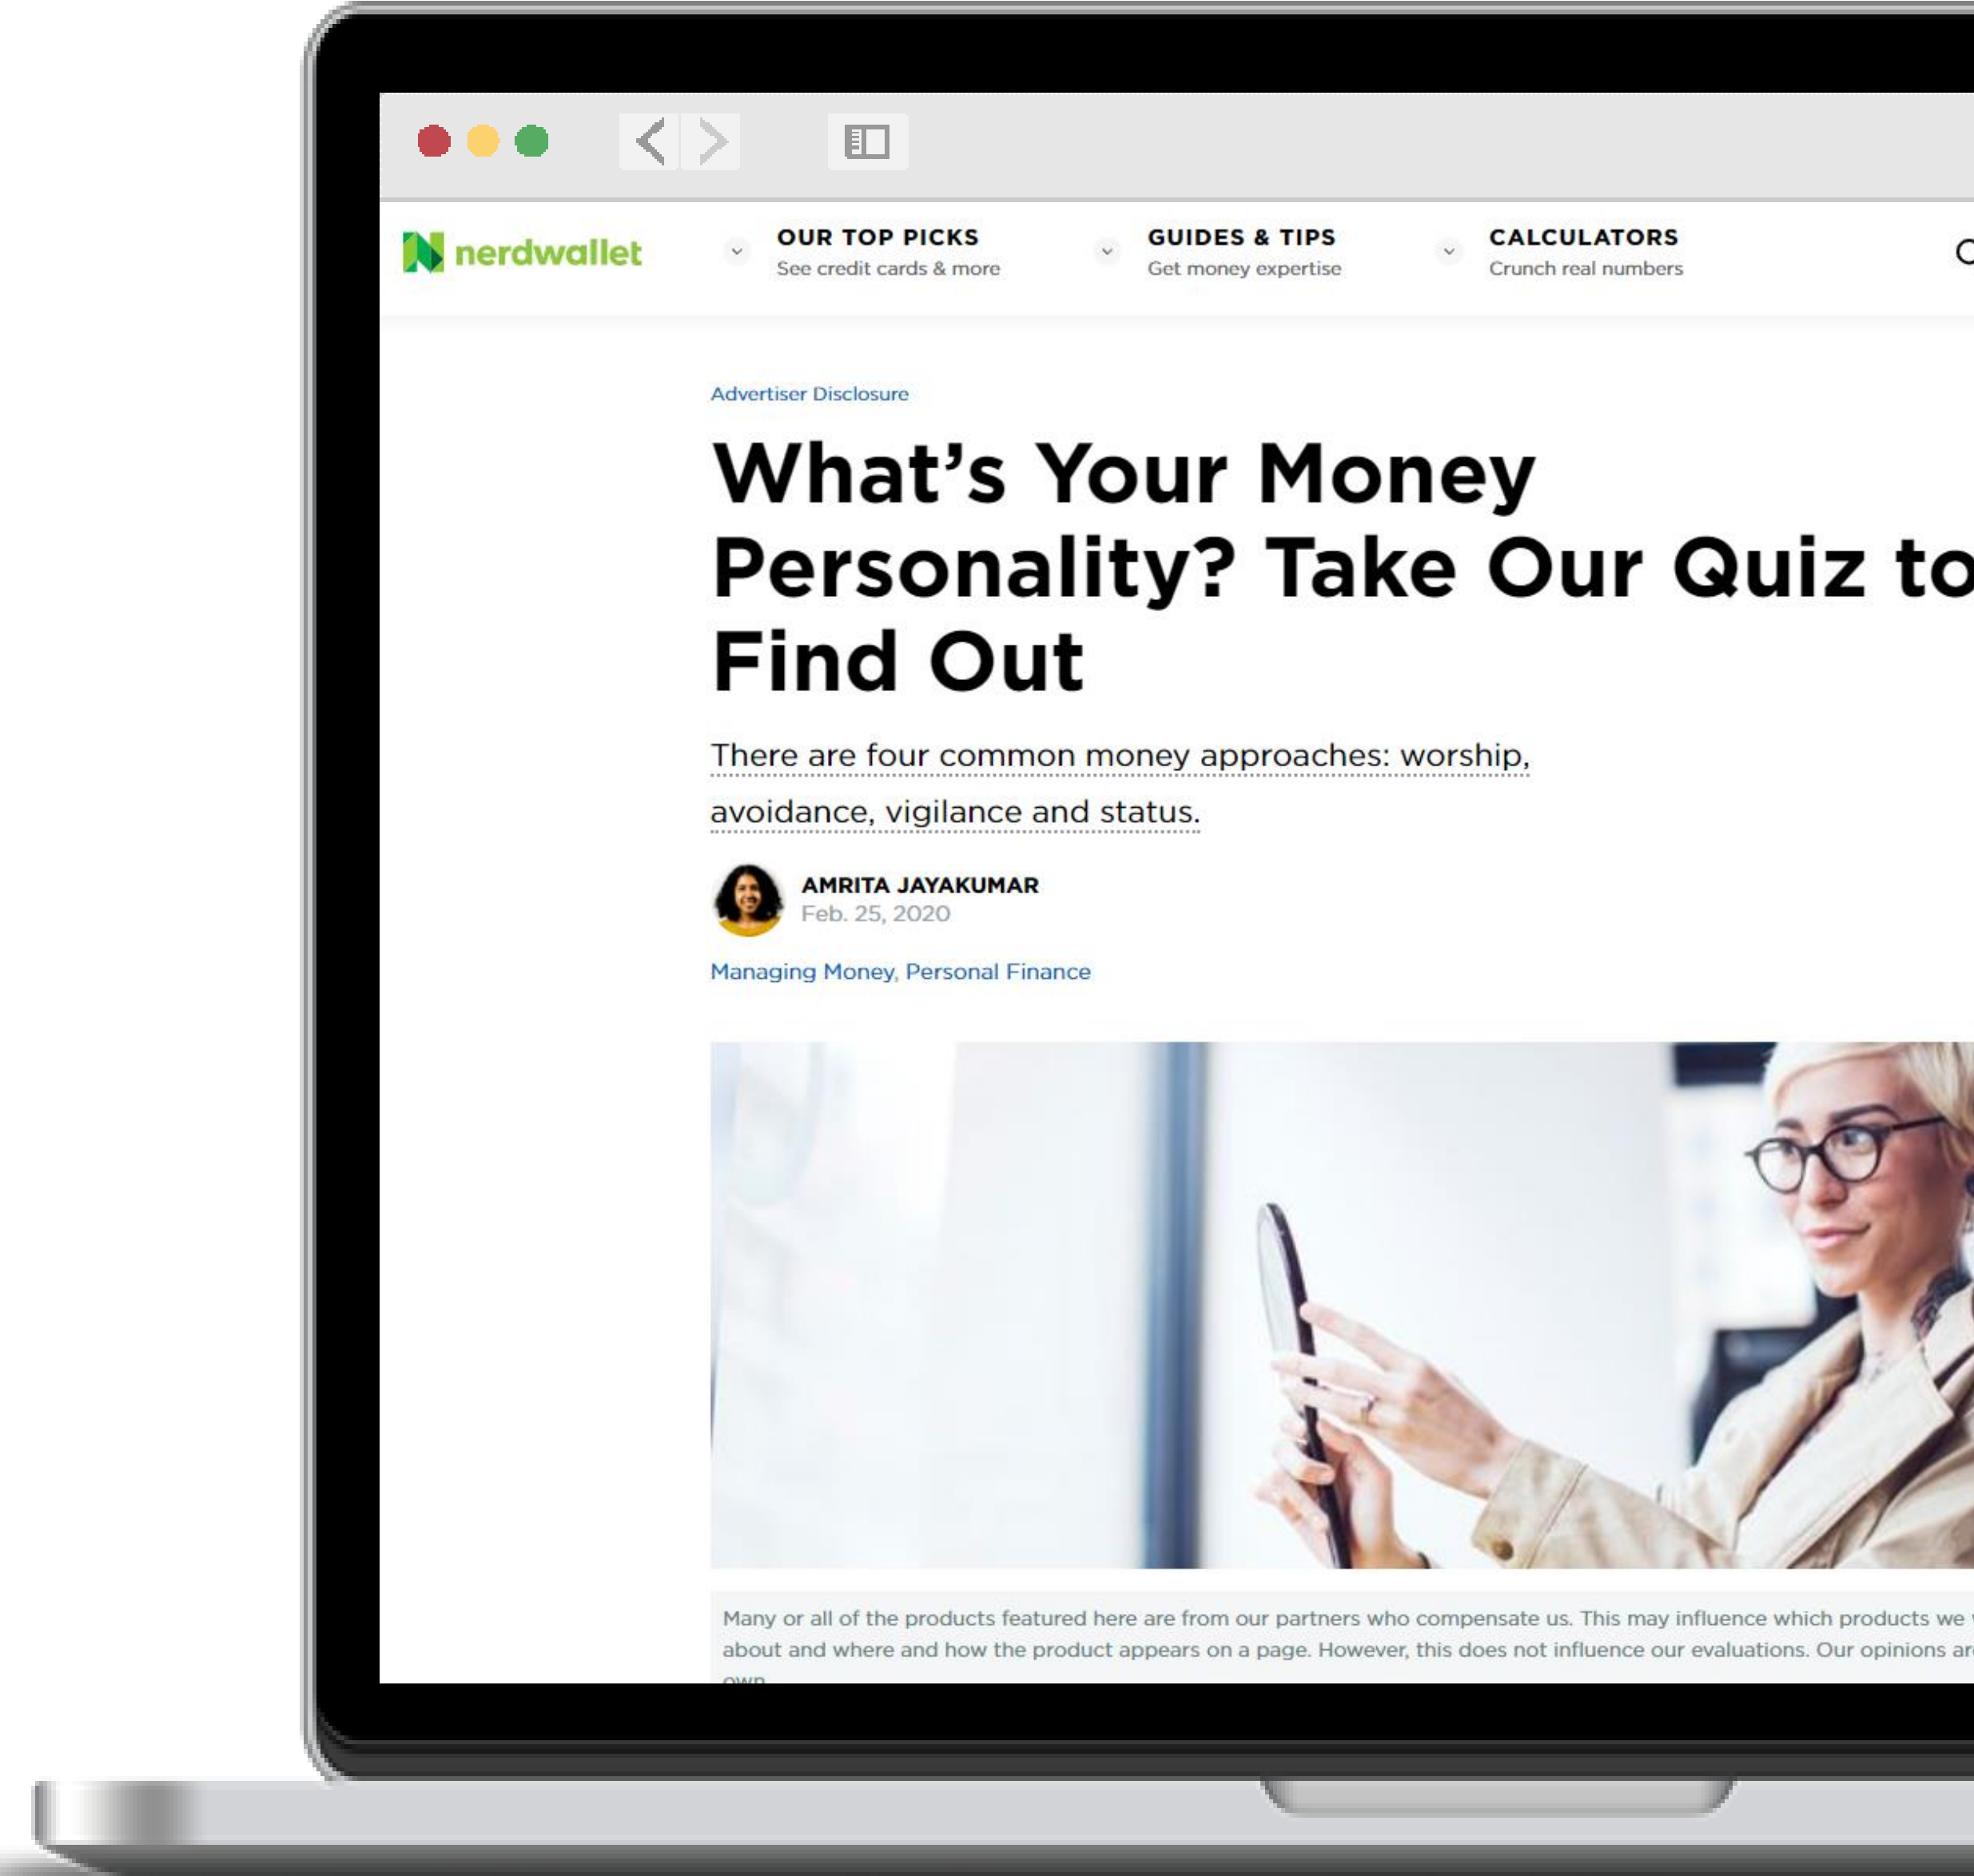 nerdwallet
OUR TOP PICKS
See credit cards & more
GUIDES & TIPS
Get money expertise
CALCULATORS
Crunch real numbers
Advertiser Disclosure
What’s Your Money
Personality? Take Our Quiz to
Find Out
There are four common money approaches: worship,
avoidance, vigilance and status.
AMRITA JAYAKUMAR
Feb. 25, 2020
Managing Money, Personal Finance
Many or all of the products featured here are from our partners who compensate us. This may influence which products we
about and where and how the product appears on a page. However, this does not influence our evaluations. Our opinions
own